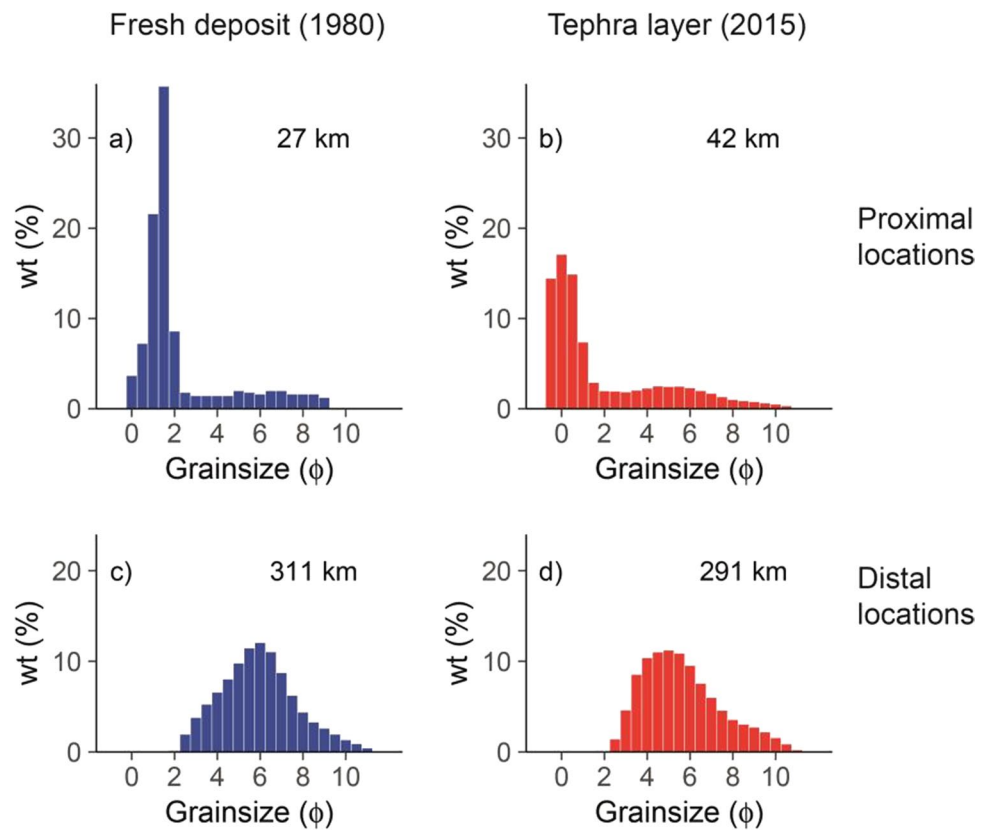 Fresh deposit (1980)
Tephra layer (2015)
a)
27 km
30
20
10
0
wt (%)
0 2 4 6 8 10
Grainsize (ϕ)
b)
42 km
30
20
10
0
wt (%)
0 2 4 6 8 10
Grainsize (ϕ)
Proximal
locations
c)
311 km
20
10
0
wt (%)
0 2 4 6 8 10
Grainsize (ϕ)
d)
291 km
20
10
0
wt (%)
0 2 4 6 8 10
Grainsize (ϕ)
Distal
locations